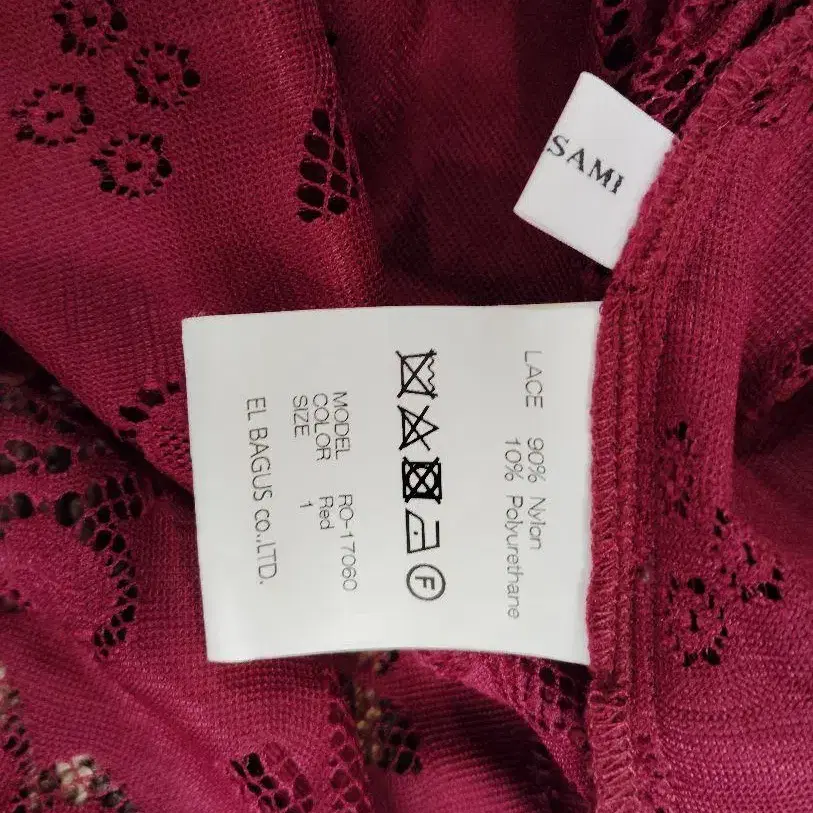 SAMI
LACE 90% Nylon
10% Polyurethane
F
MODEL RO-17060
COLOR Red
SIZE 1
EL BAGUS CO.,LTD.